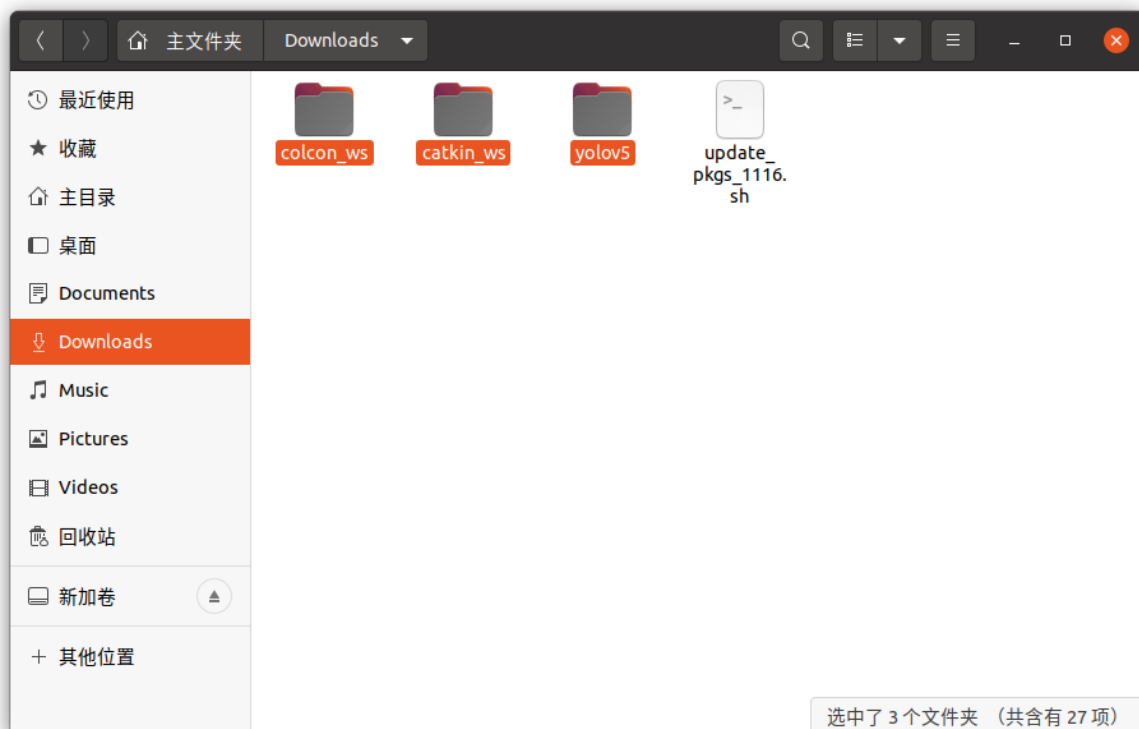 主文件夹 Downloads
最近使用
收藏
主目录
桌面
Documents
Downloads
Music
Pictures
Videos
回收站
新加卷
其他位置
colcon_ws
catkin_ws
yolov5
>_
update_
pkgs_1116.
sh
选中了 3 个文件夹 （共含有 27 项）